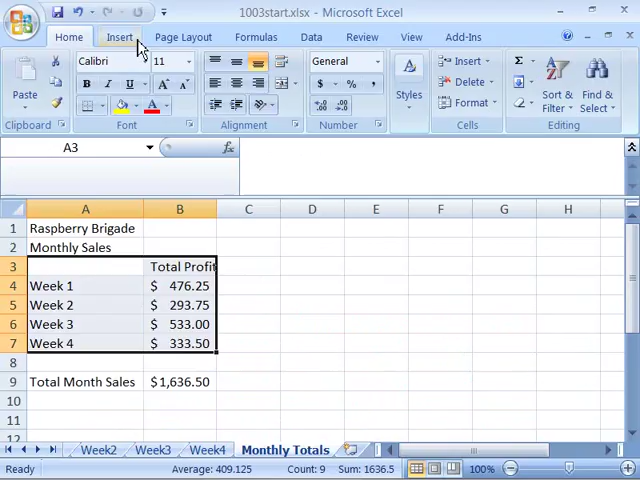 1003start.xlsx - Microsoft Excel
Home Insert Page Layout Formulas Data Review View Add-Ins
Calibri 11 General Insert
Paste B I U $ % , Styles Delete Sort & Find &
A Format Filter Select
Clipboard Font Alignment Number Cells Editing
A3 fx
A B C D E F G H
1 Raspberry Brigade
2 Monthly Sales
3 Total Profit
4 Week 1 $ 476.25
5 Week 2 $ 293.75
6 Week 3 $ 533.00
7 Week 4 $ 333.50
8
9 Total Month Sales $1,636.50
10
11
12
Week2 Week3 Week4 Monthly Totals
Ready Average: 409.125 Count: 9 Sum: 1636.5 100%